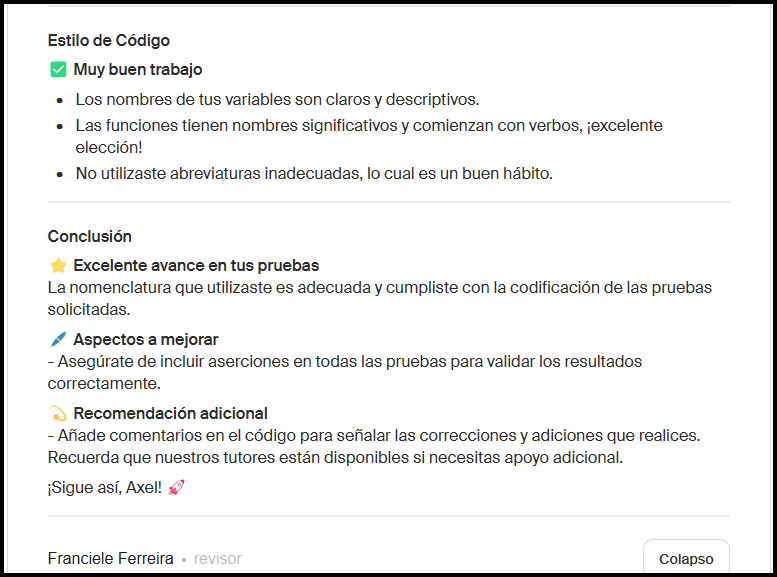 Estilo de Código
✅ Muy buen trabajo
• Los nombres de tus variables son claros y descriptivos.
• Las funciones tienen nombres significativos y comienzan con verbos, ¡excelente
elección!
• No utilizaste abreviaturas inadecuadas, lo cual es un buen hábito.
Conclusión
⭐ Excelente avance en tus pruebas
La nomenclatura que utilizaste es adecuada y cumpliste con la codificación de las pruebas
solicitadas.
🖌️ Aspectos a mejorar
- Asegúrate de incluir aserciones en todas las pruebas para validar los resultados
correctamente.
💫 Recomendación adicional
- Añade comentarios en el código para señalar las correcciones y adiciones que realices.
Recuerda que nuestros tutores están disponibles si necesitas apoyo adicional.
¡Sigue así, Axel! 🚀
Franciele Ferreira • revisor
Colapso